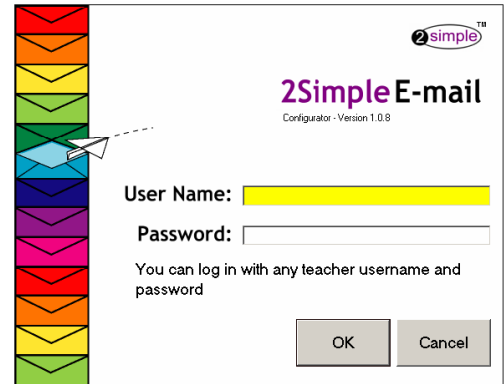 2simple TM
2Simple E-mail
Configurator - Version 1.0.8
User Name:
Password:
You can log in with any teacher username and
password
OK Cancel